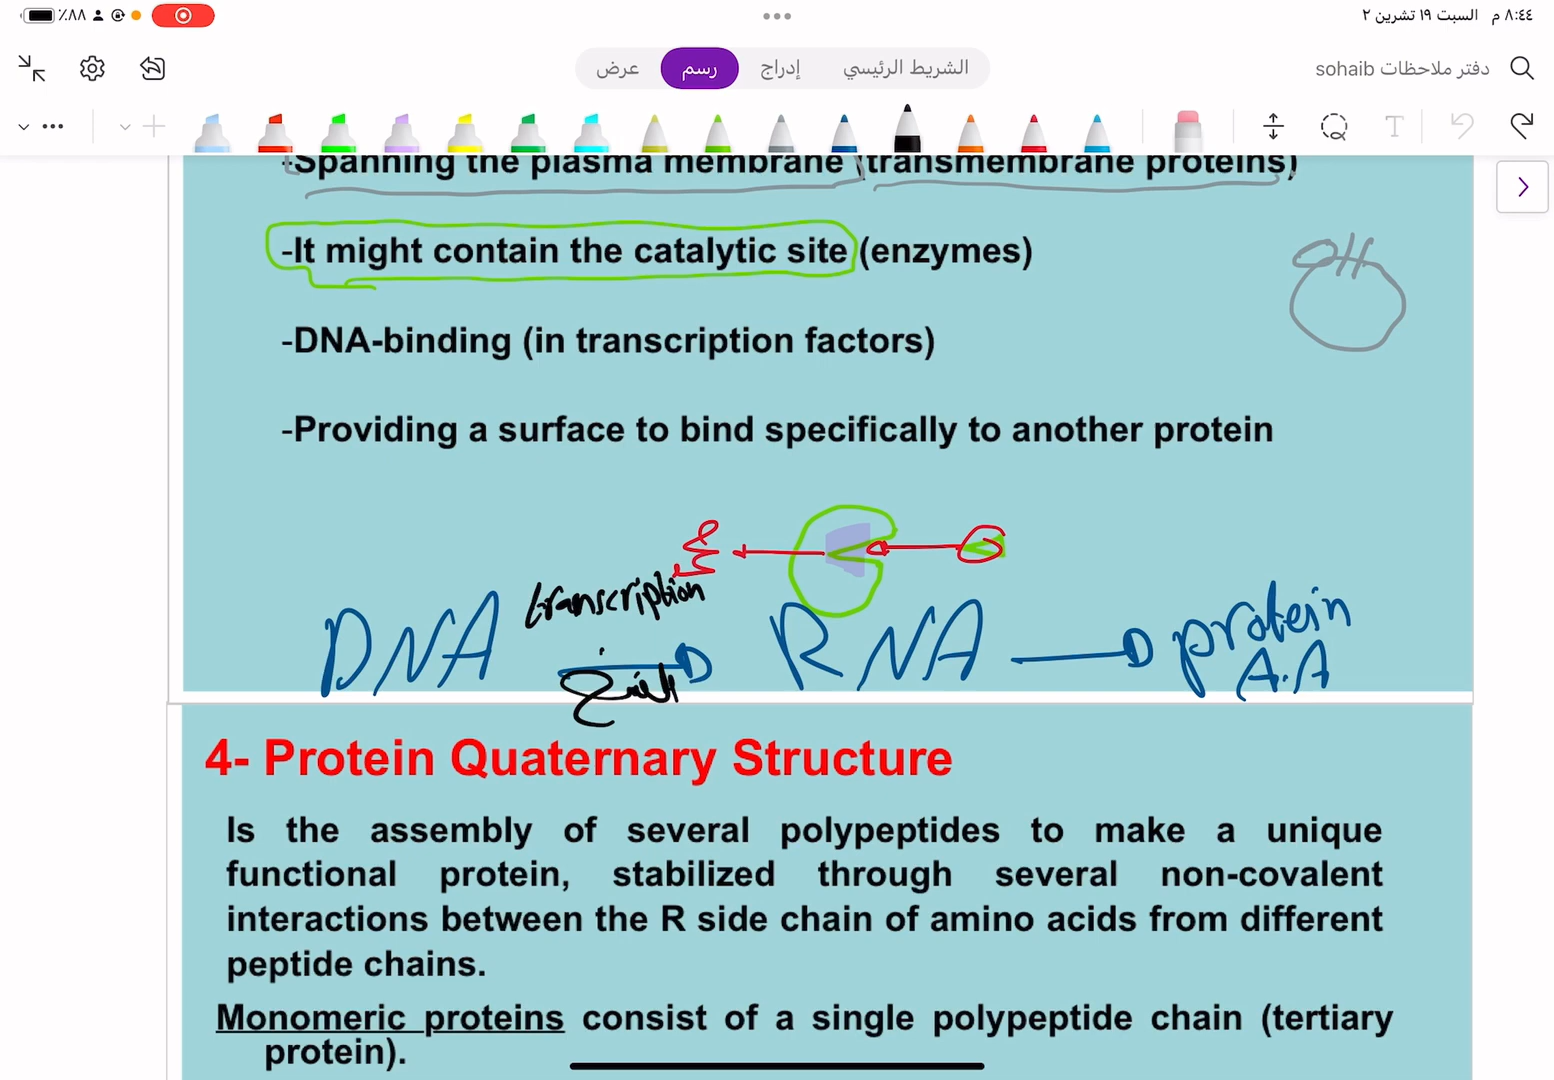 ٪٨٨
السبت ١٩ تشرين ٢ ٨:٤٤ م
عرض رسم إدراج الشريط الرئيسي
دفتر ملاحظات sohaib
T
-Spanning the plasma membrane (transmembrane proteins)
-It might contain the catalytic site (enzymes)
-DNA-binding (in transcription factors)
-Providing a surface to bind specifically to another protein
transcription
DNA RNA protein
A.A
4- Protein Quaternary Structure
Is the assembly of several polypeptides to make a unique
functional protein, stabilized through several non-covalent
interactions between the R side chain of amino acids from different
peptide chains.
Monomeric proteins consist of a single polypeptide chain (tertiary
protein).